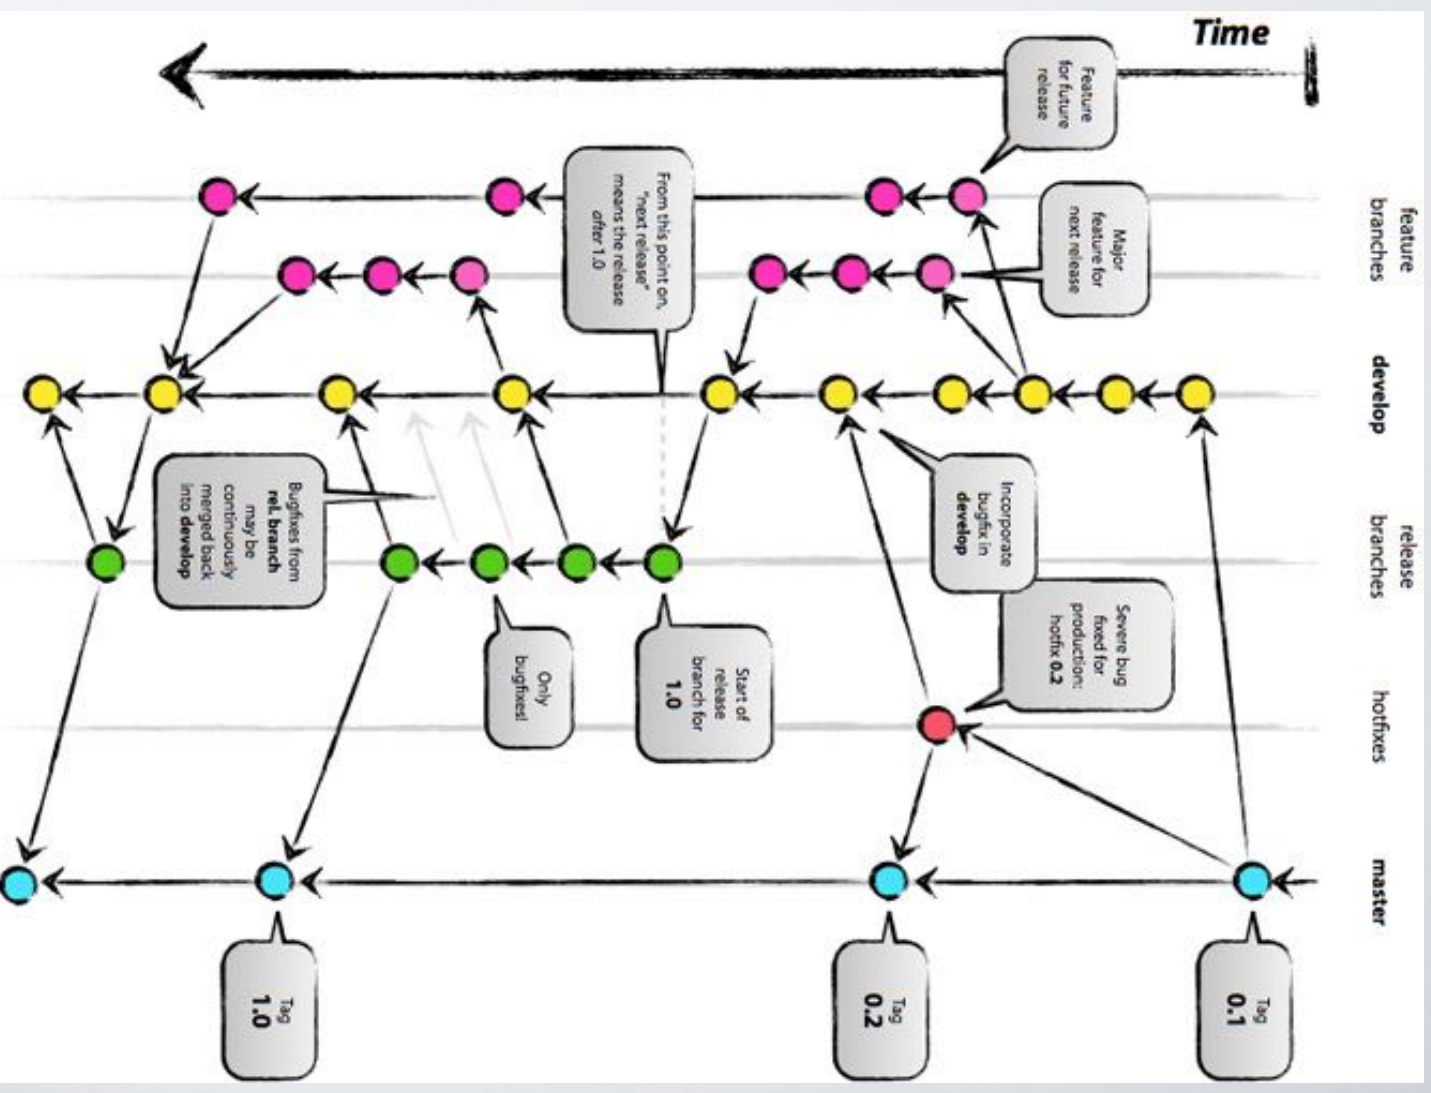 Time
feature
branches
develop
release
branches
hotfixes
master
Feature
for future
release
Major
feature for
next release
From this point on,
"next release"
means the release
after 1.0
Incorporate
bugfix in
develop
Severe bug
fixed for
production:
hotfix 0.2
Bugfixes from
rel. branch
may be
continuously
merged back
into develop
Only
bugfixes!
Start of
release
branch for
1.0
Tag
0.1
Tag
0.2
Tag
1.0